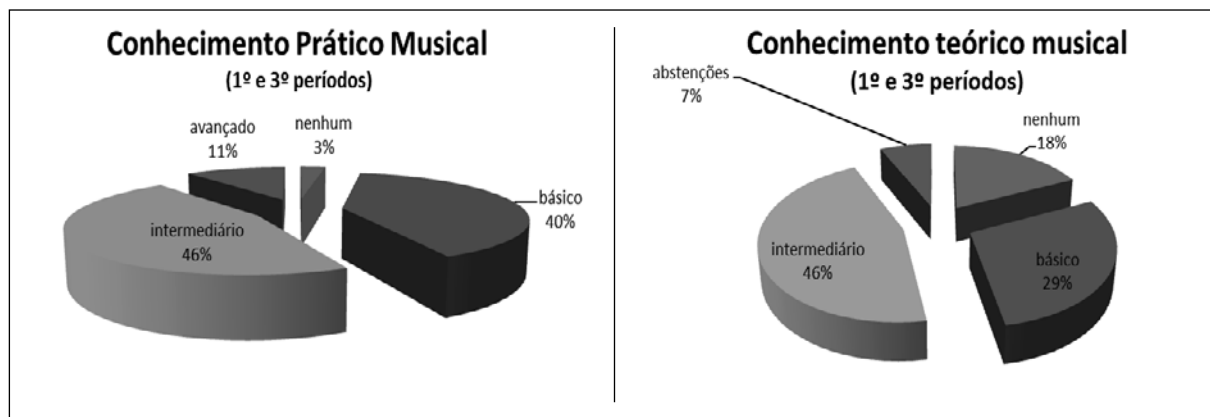 Conhecimento Prático Musical
(1º e 3º períodos)
avançado
11%
nenhum
3%
básico
40%
intermediário
46%
Conhecimento teórico musical
(1º e 3º períodos)
abstenções
7%
nenhum
18%
intermediário
46%
básico
29%